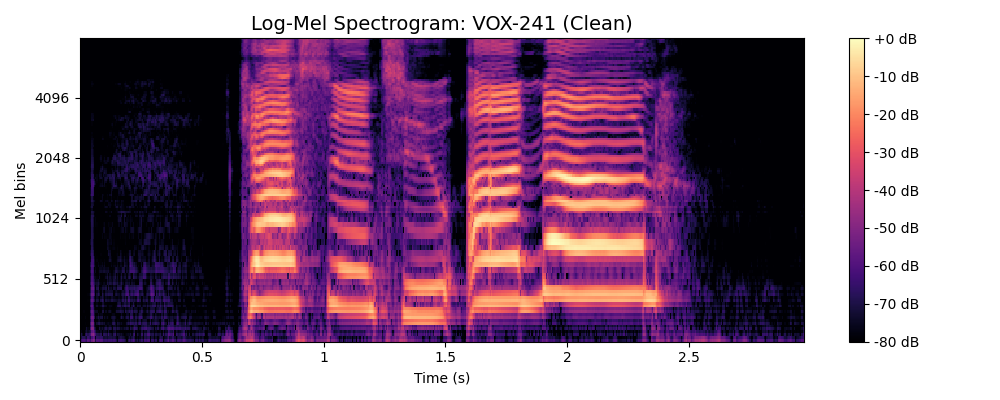 Log-Mel Spectrogram: VOX-241 (Clean)
+0 dB
-10 dB
-20 dB
-30 dB
-40 dB
-50 dB
-60 dB
-70 dB
-80 dB
Mel bins
4096
2048
1024
512
0
0
0.5
1
1.5
2
2.5
Time (s)